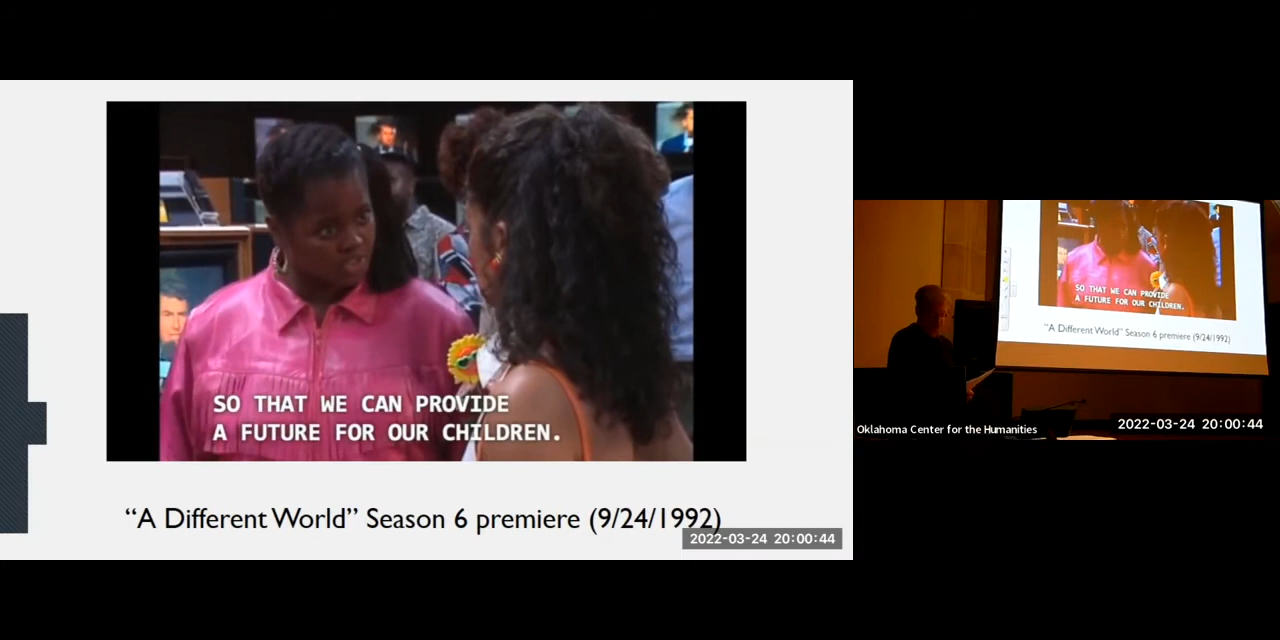 SO THAT WE CAN PROVIDE
A FUTURE FOR OUR CHILDREN.
“A Different World” Season 6 premiere (9/24/1992)
2022-03-24 20:00:44
SO THAT WE CAN PROVIDE
A FUTURE FOR OUR CHILDREN.
“A Different World” Season 6 premiere (9/24/1992)
Oklahoma Center for the Humanities
2022-03-24 20:00:44